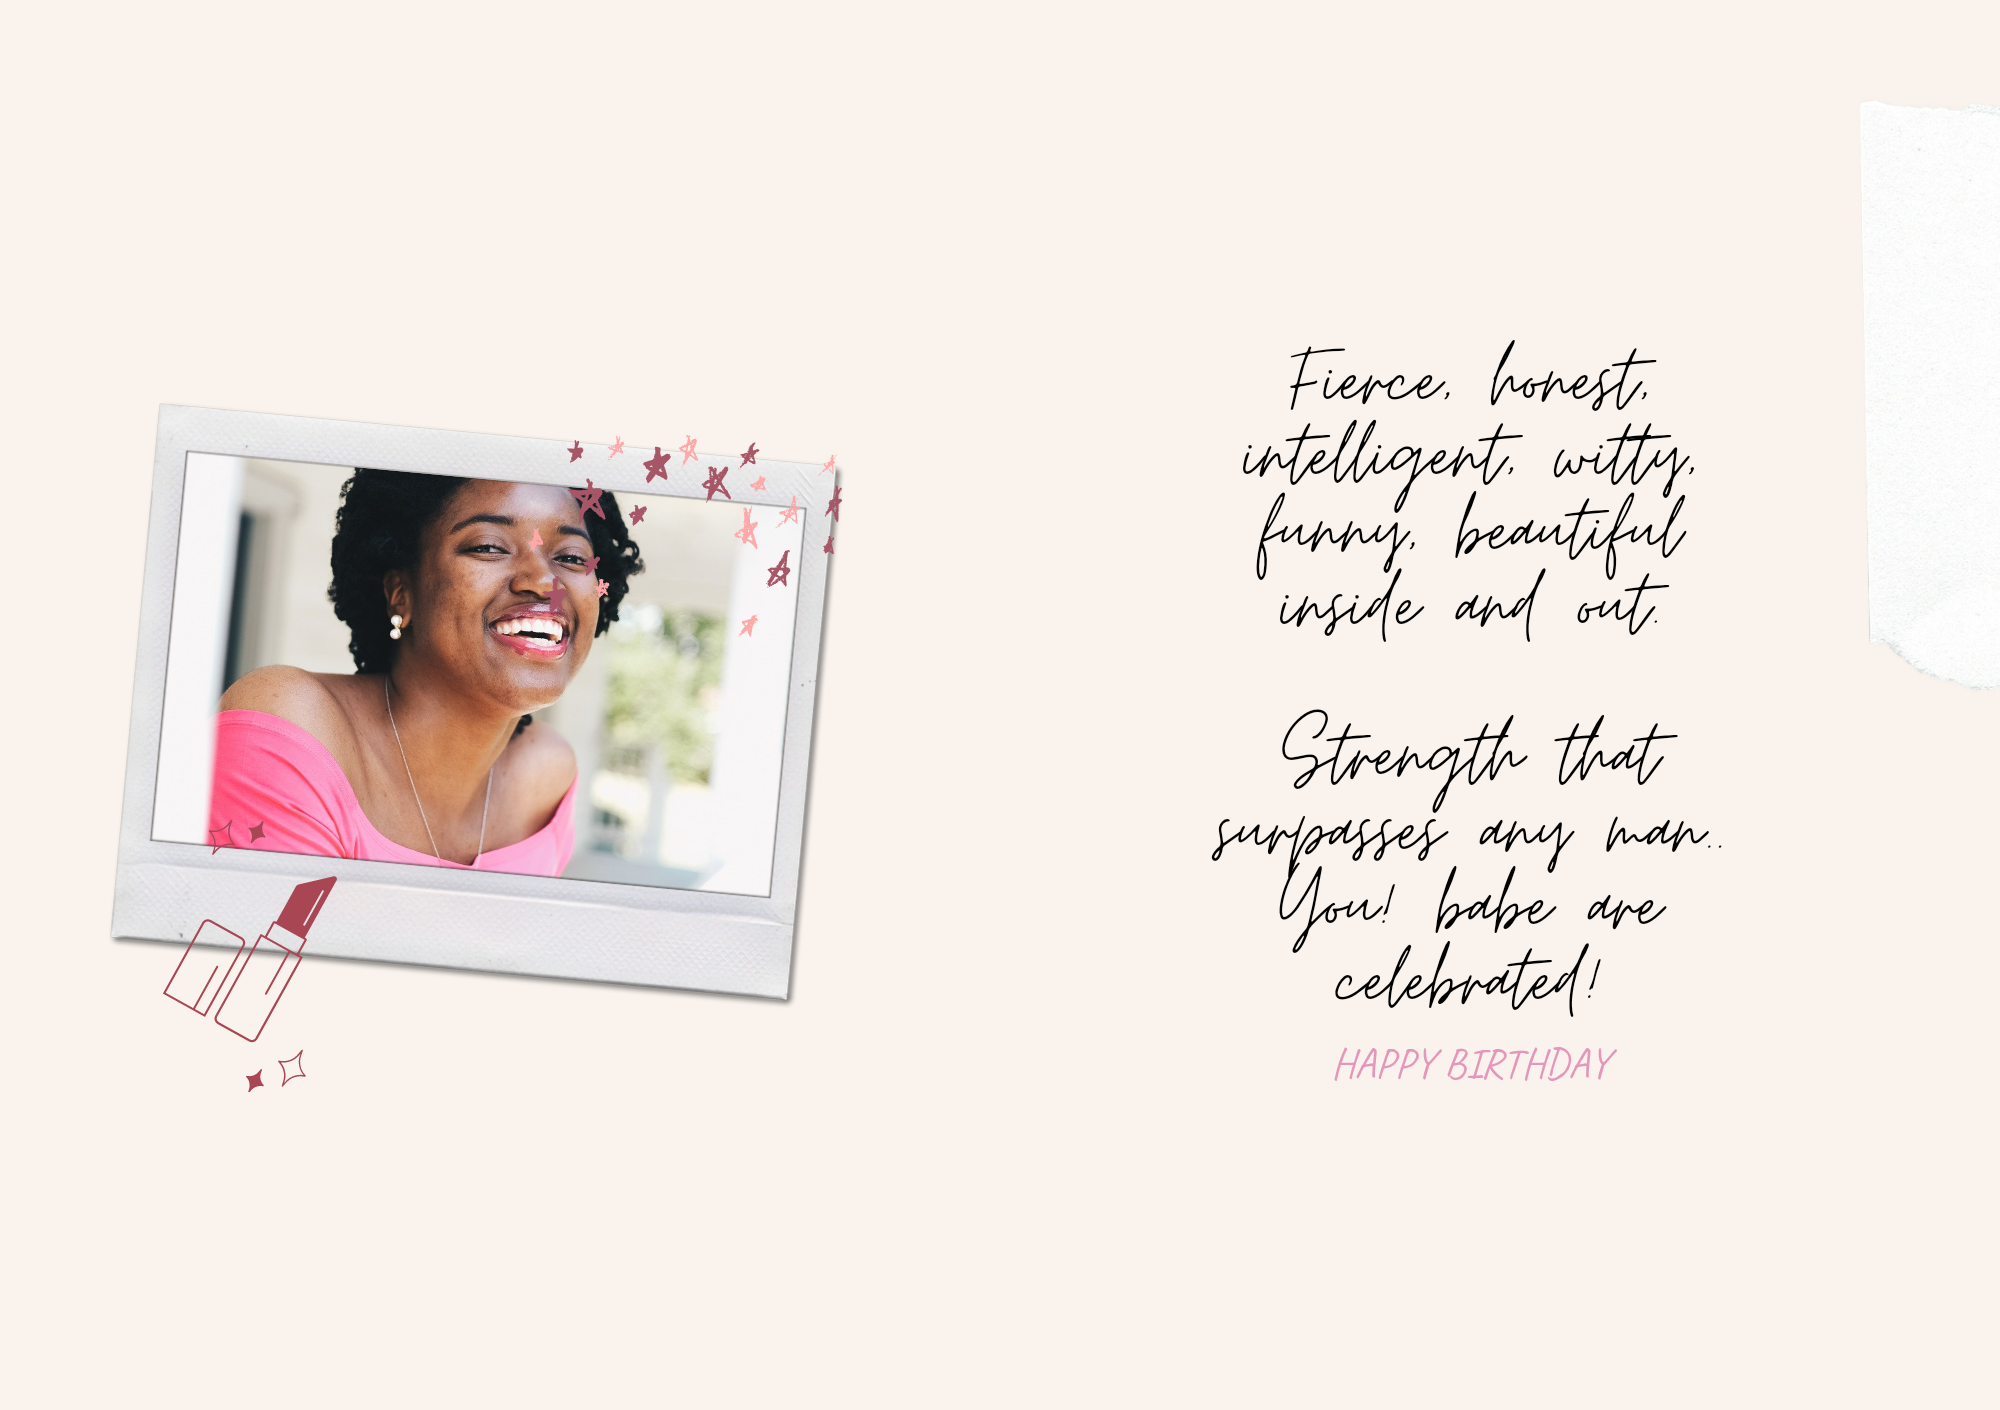 Fierce, honest,
intelligent, witty,
funny, beautiful
inside and out.
Strength that
surpasses any man..
You! babe are
celebrated!
HAPPY BIRTHDAY